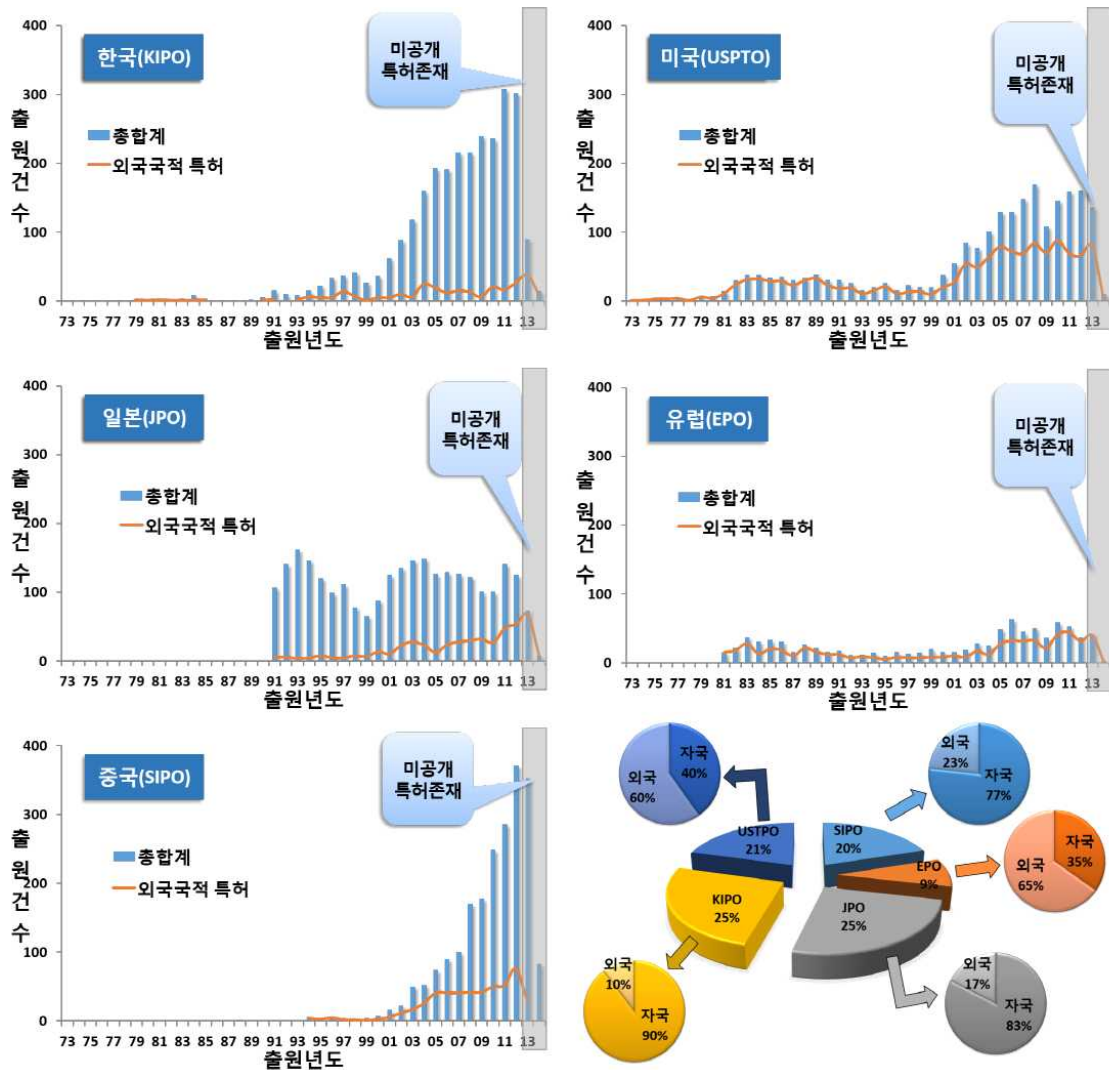 400
300
200
100
0
출원건수
한국(KIPO)
미공개
특허존재
총합계
외국국적 특허
73 75 77 79 81 83 85 87 89 91 93 95 97 99 01 03 05 07 09 11 13
출원년도
400
300
200
100
0
출원건수
미국(USPTO)
미공개
특허존재
총합계
외국국적 특허
73 75 77 79 81 83 85 87 89 91 93 95 97 99 01 03 05 07 09 11 13
출원년도
400
300
200
100
0
출원건수
일본(JPO)
미공개
특허존재
총합계
외국국적 특허
73 75 77 79 81 83 85 87 89 91 93 95 97 99 01 03 05 07 09 11 13
출원년도
400
300
200
100
0
출원건수
유럽(EPO)
미공개
특허존재
총합계
외국국적 특허
73 75 77 79 81 83 85 87 89 91 93 95 97 99 01 03 05 07 09 11 13
출원년도
400
300
200
100
0
출원건수
중국(SIPO)
미공개
특허존재
총합계
외국국적 특허
73 75 77 79 81 83 85 87 89 91 93 95 97 99 01 03 05 07 09 11 13
출원년도
자국
40%
외국
60%
외국
23%
자국
77%
USTPO
21%
SIPO
20%
EPO
9%
자국
35%
외국
65%
KIPO
25%
JPO
25%
외국
10%
자국
90%
외국
17%
자국
83%